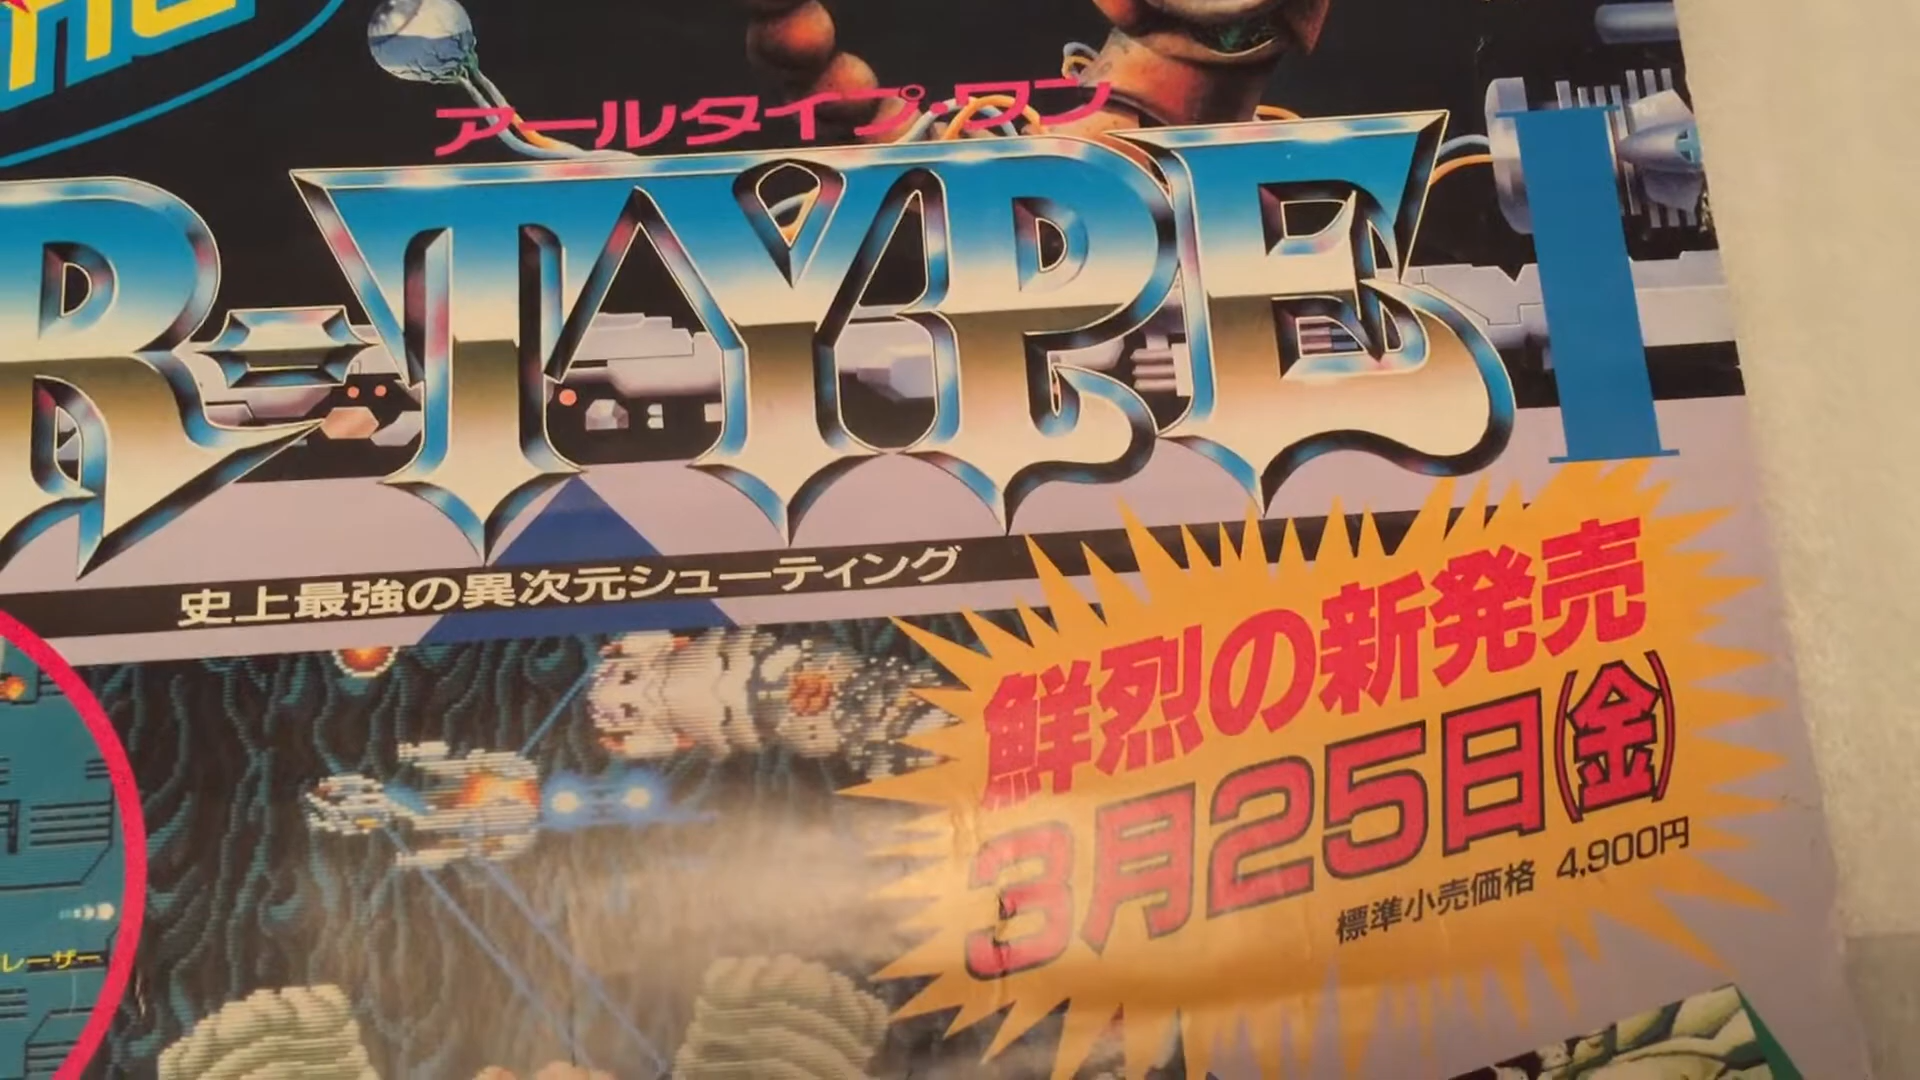 アールタイプ・ワン
R-TYPE I
史上最強の異次元シューティング
鮮烈の新発売
3月25日(金)
標準小売価格 4,900円
レーザー